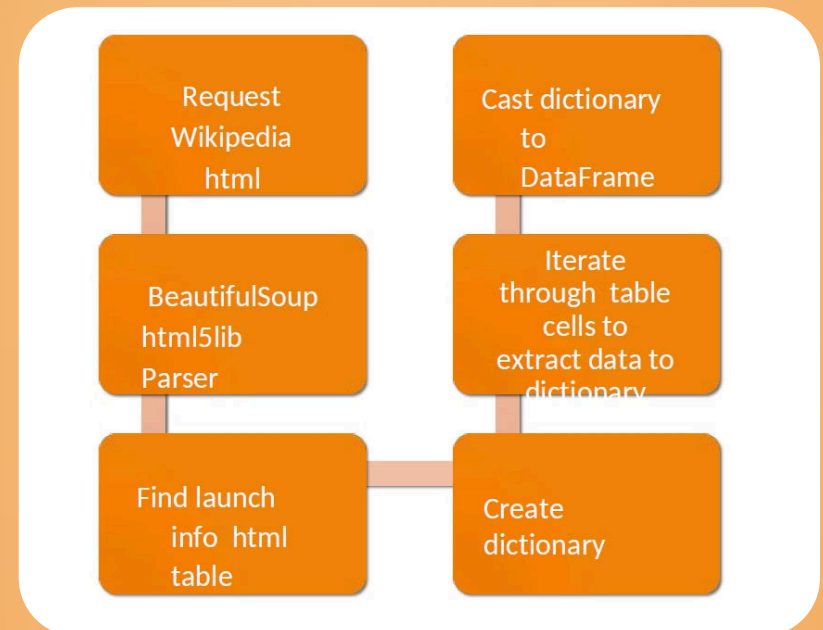 Request
Wikipedia
html
BeautifulSoup
html5lib
Parser
Find launch
info html
table
Create
dictionary
Iterate
through table
cells to
extract data to
dictionary
Cast dictionary
to
DataFrame